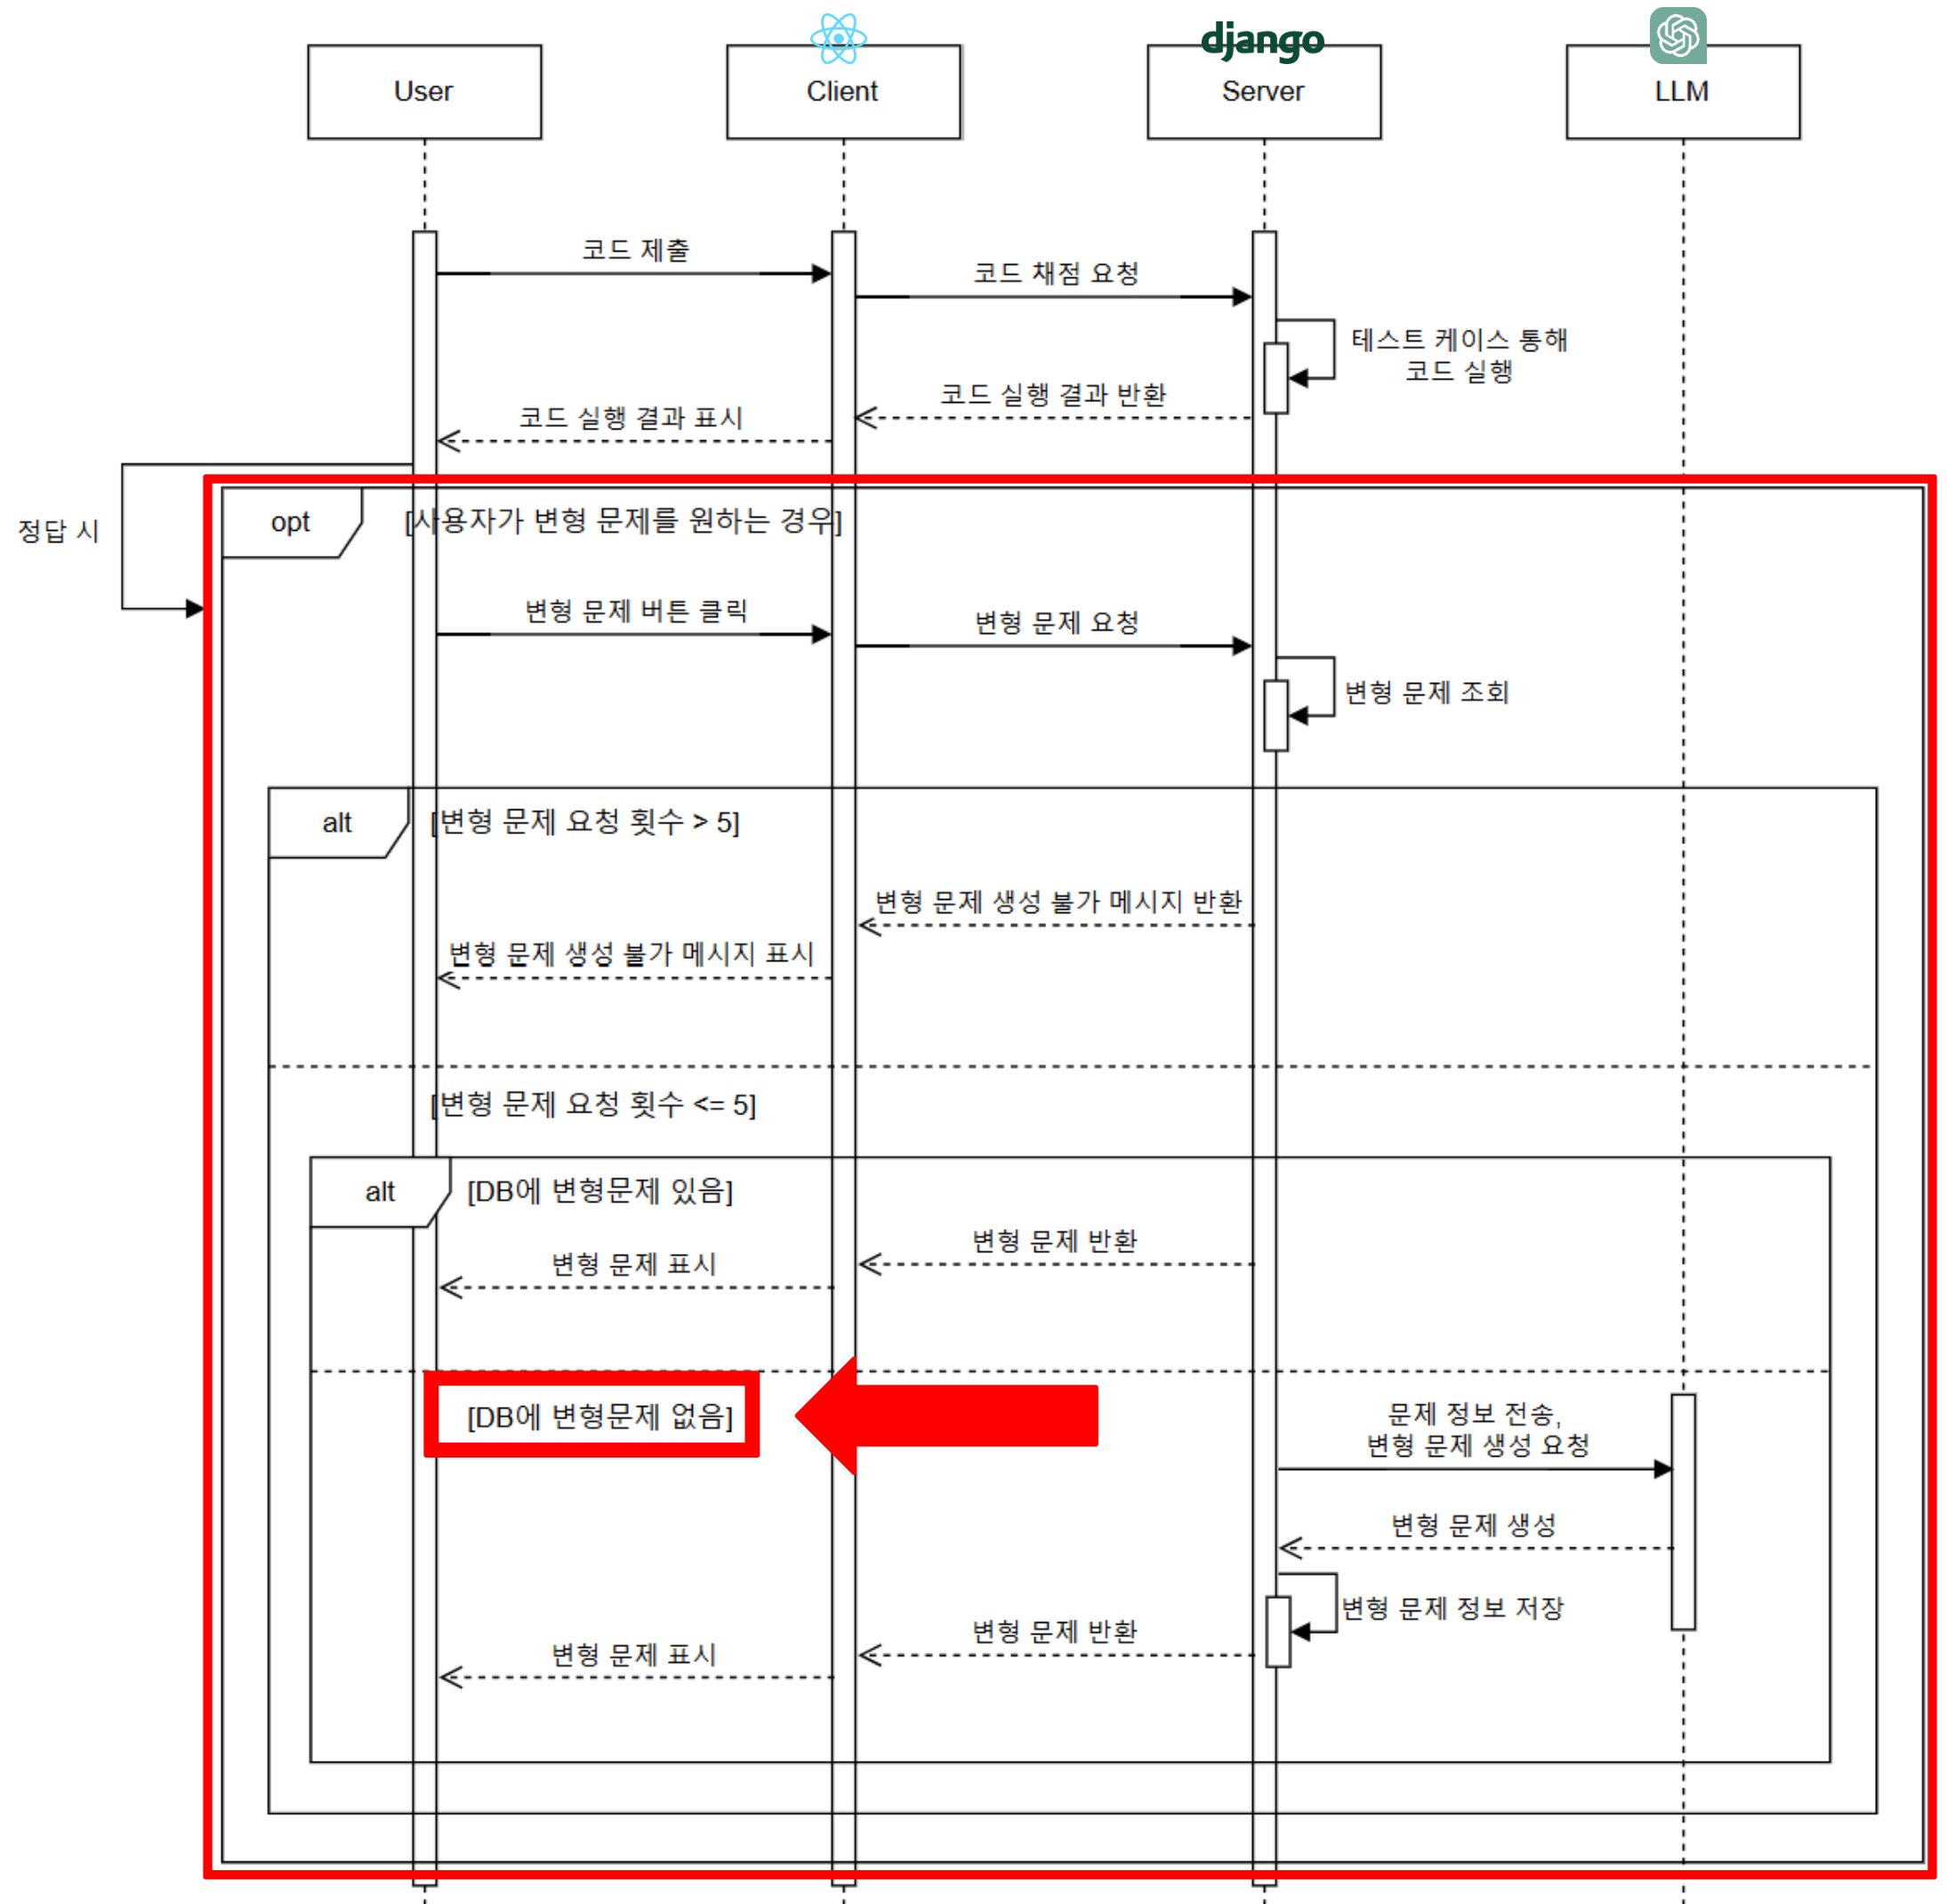 django
User
Client
Server
LLM
코드 제출
코드 채점 요청
테스트 케이스 통해
코드 실행
코드 실행 결과 반환
코드 실행 결과 표시
정답 시
opt
[사용자가 변형 문제를 원하는 경우]
변형 문제 버튼 클릭
변형 문제 요청
변형 문제 조회
alt
[변형 문제 요청 횟수 > 5]
변형 문제 생성 불가 메시지 반환
변형 문제 생성 불가 메시지 표시
[변형 문제 요청 횟수 <= 5]
alt
[DB에 변형문제 있음]
변형 문제 반환
변형 문제 표시
[DB에 변형문제 없음]
문제 정보 전송,
변형 문제 생성 요청
변형 문제 생성
변형 문제 정보 저장
변형 문제 반환
변형 문제 표시